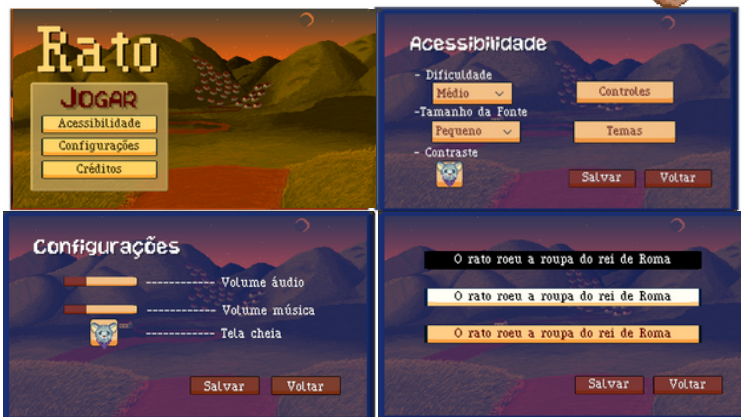 Rato
JOGAR
Acessibilidade
Configurações
Créditos
Acessibilidade
- Dificuldade
Médio
Controles
-Tamanho da Fonte
Pequeno
Temas
- Contraste
Salvar Voltar
Configurações
----------- Volume áudio
----------- Volume música
----------- Tela cheia
Salvar Voltar
O rato roeu a roupa do rei de Roma
O rato roeu a roupa do rei de Roma
O rato roeu a roupa do rei de Roma
Salvar Voltar